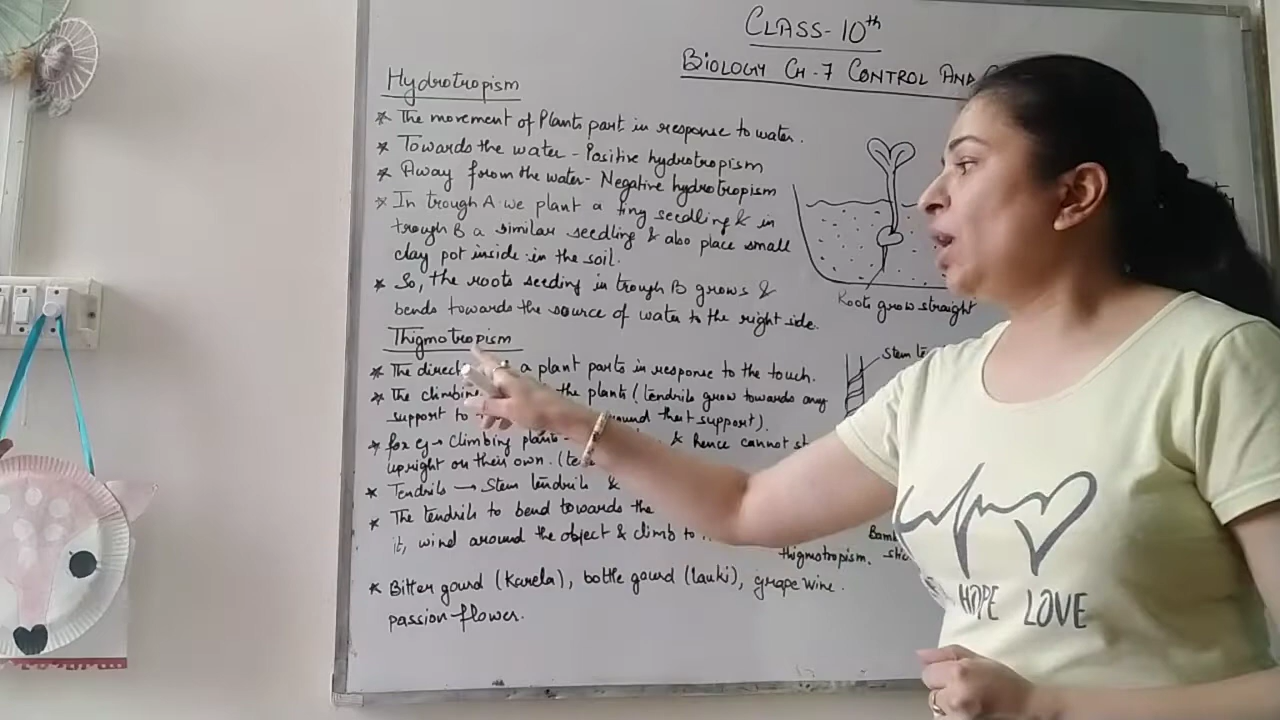 CLASS-10th
BIOLOGY CH-7 CONTROL AND
Hydrotropism
* The movement of Plants part in response to water.
* Towards the water - Positive hydrotropism
* Away from the water- Negative hydrotropism
* In trough A we plant a tiny seedling & in
trough B a similar seedling & also place small
clay pot inside in the soil.
* So, the roots seeding in trough B grows &
bends towards the source of water to the right side.
Roots grow straight
Thigmotropism
* The a plant parts in response to the touch.
* The the plants (tendrils grow towards any
support to that support).
* for eg → Climbing plants & hence cannot
upright on their own.
* Tendrils → Stem tendrils &
* The tendrils to bend towards the
it, wind around the object & climb to
* Bitter gourd (Karela), bottle gourd (lauki), grape wine.
passion-flower.
Stem
thigmotropism.
HOPE LOVE